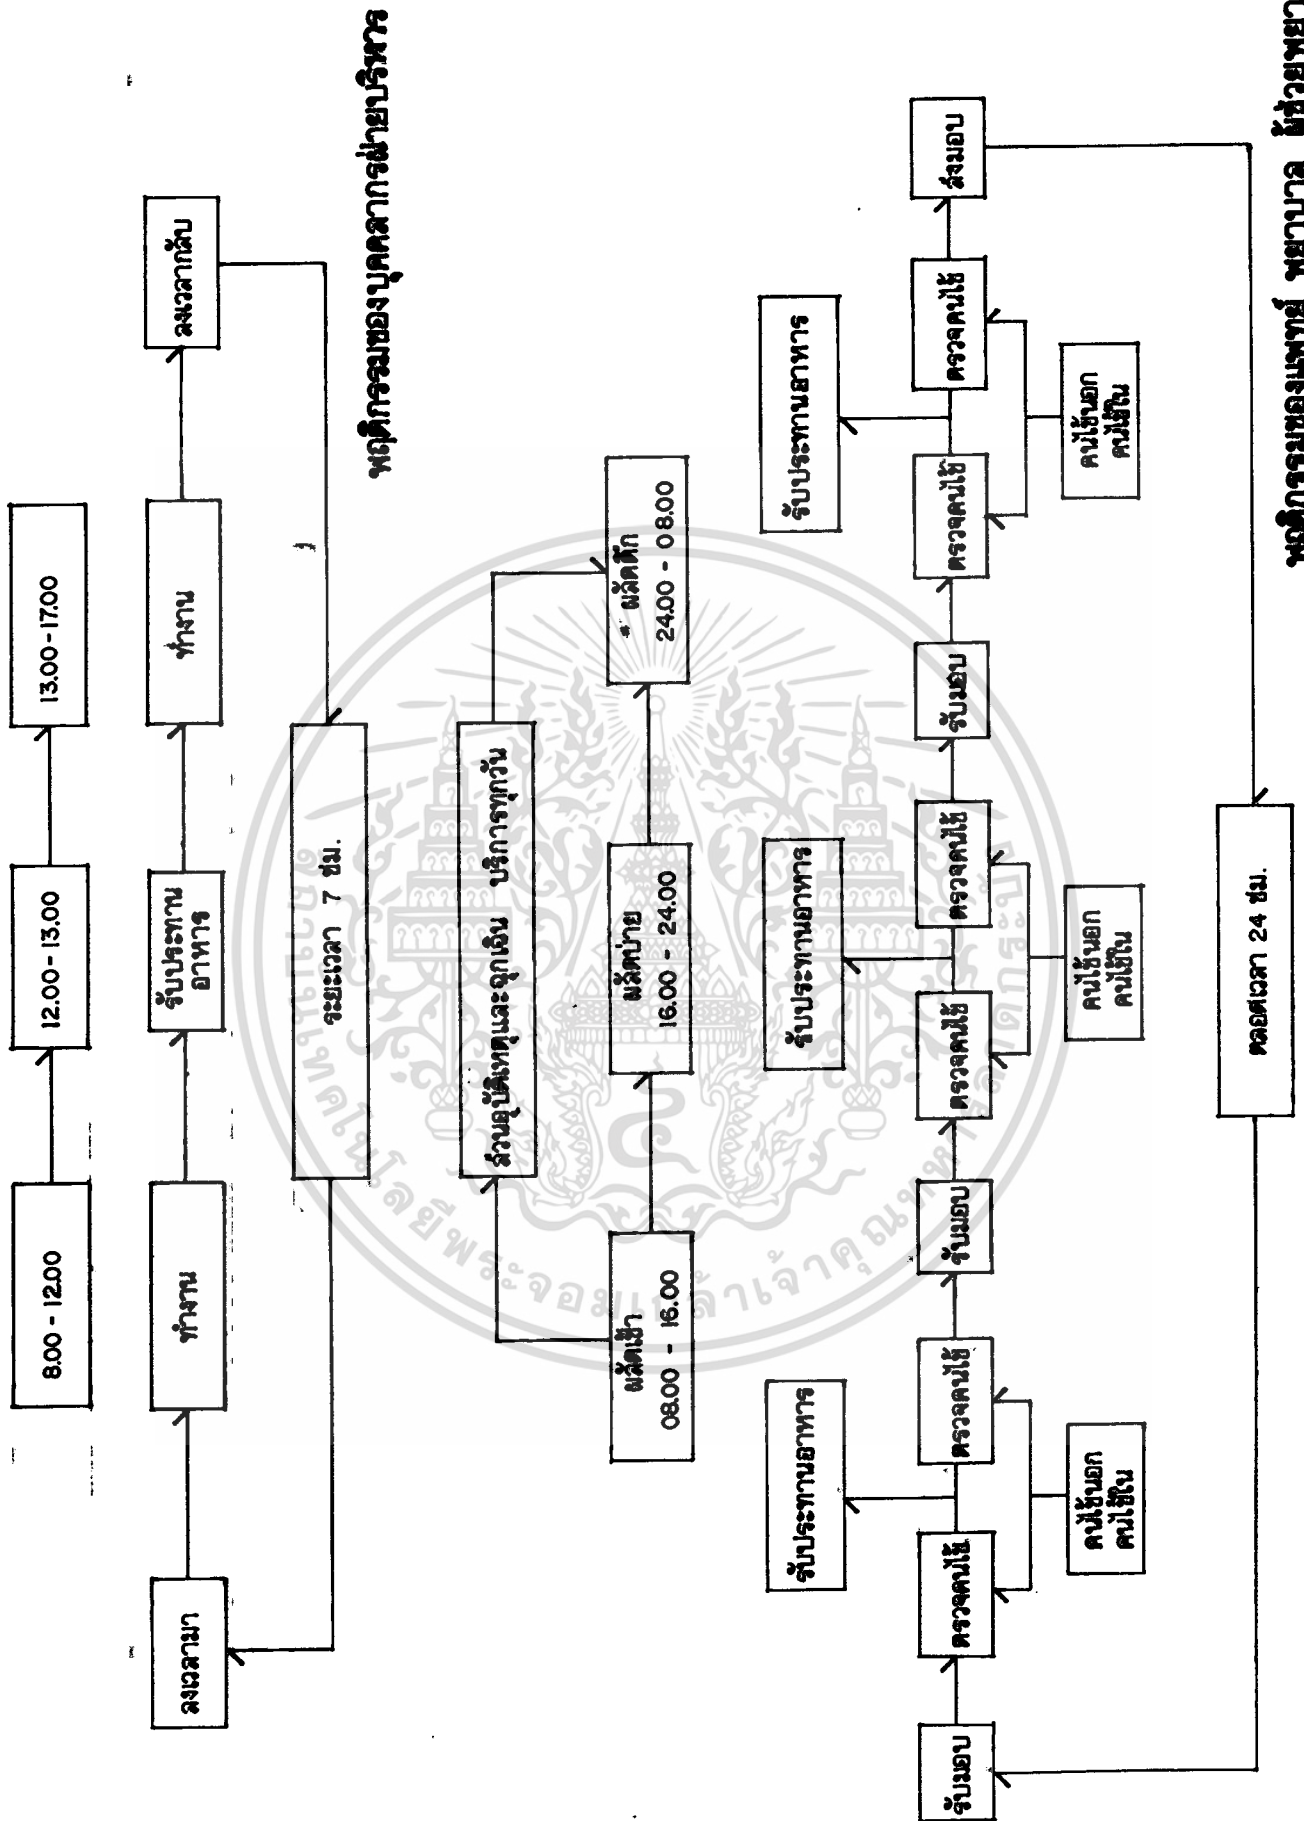 8.00 - 12.00
12.00 - 13.00
13.00 - 17.00
ลงเวลามา
ทำงาน
รับประทาน
อาหาร
ทำงาน
ลงเวลากลับ
ระยะเวลา 7 ชม.
พฤติกรรมของบุคคลากรฝ่ายบริหาร
ส่วนอุบัติเหตุและฉุกเฉิน บริการทุกวัน
ผลัดเช้า
08.00 - 16.00
ผลัดบ่าย
16.00 - 24.00
ผลัดดึก
24.00 - 08.00
รับประทานอาหาร
รับประทานอาหาร
รับประทานอาหาร
รับมอบ
ตรวจคนไข้
ตรวจคนไข้
รับมอบ
ตรวจคนไข้
ตรวจคนไข้
รับมอบ
ตรวจคนไข้
ตรวจคนไข้
ส่งมอบ
คนไข้นอก
คนไข้ใน
คนไข้นอก
คนไข้ใน
คนไข้นอก
คนไข้ใน
ตลอดเวลา 24 ชม.
พฤติกรรมของแพทย์ พยาบาล ผู้ช่วยพยา